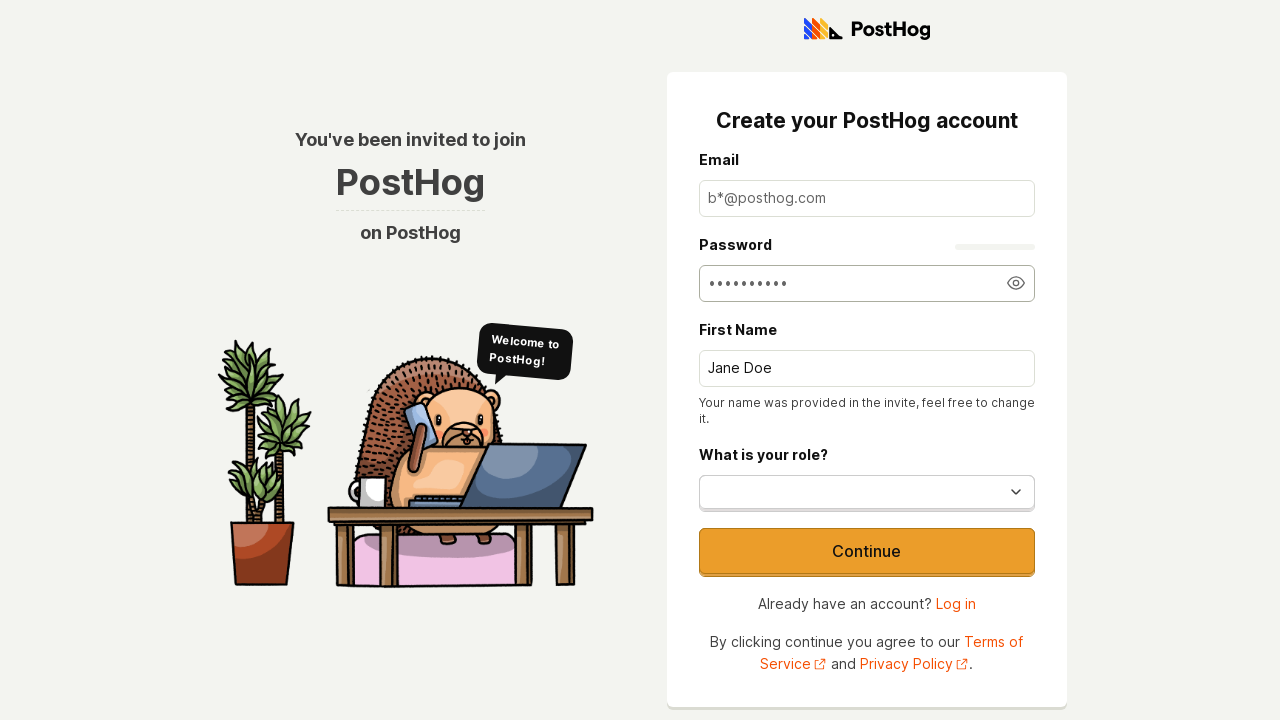 PostHog
You've been invited to join
PostHog
on PostHog
Welcome to
PostHog!
Create your PostHog account
Email
b*@posthog.com
Password
••••••••••
First Name
Jane Doe
Your name was provided in the invite, feel free to change
it.
What is your role?
Continue
Already have an account? Log in
By clicking continue you agree to our Terms of
Service and Privacy Policy.